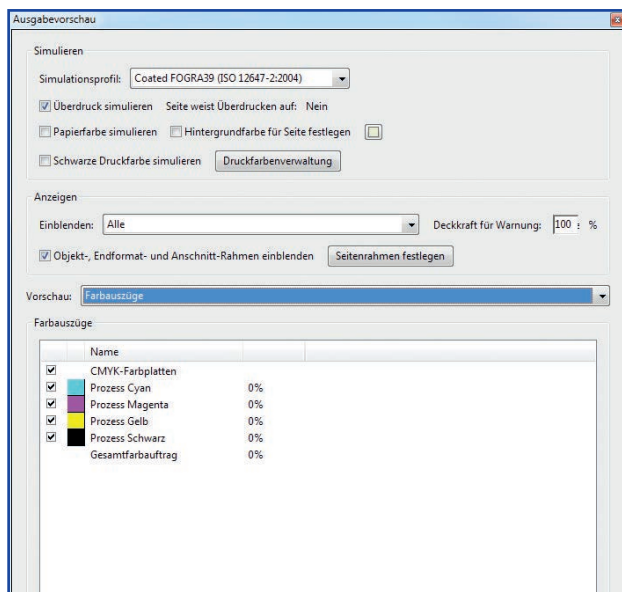 Ausgabevorschau
Simulieren
Simulationsprofil: Coated FOGRA39 (ISO 12647-2:2004)
Überdruck simulieren Seite weist Überdrucken auf: Nein
Papierfarbe simulieren Hintergrundfarbe für Seite festlegen
Schwarze Druckfarbe simulieren Druckfarbenverwaltung
Anzeigen
Einblenden: Alle Deckkraft für Warnung: 100 %
Objekt-, Endformat- und Anschnitt-Rahmen einblenden Seitenrahmen festlegen
Vorschau: Farbauszüge
Farbauszüge
Name
CMYK-Farbplatten
Prozess Cyan 0%
Prozess Magenta 0%
Prozess Gelb 0%
Prozess Schwarz 0%
Gesamtfarbauftrag 0%